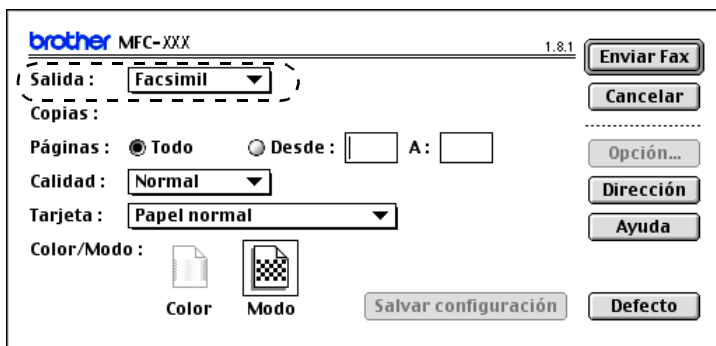 brother MFC-XXX 1.8.1
Enviar Fax
Salida : Facsimil
Cancelar
Copias :
Páginas : Todo Desde : A :
Opción...
Calidad : Normal
Dirección
Tarjeta : Papel normal
Ayuda
Color/Modo :
Color Modo
Salvar configuración
Defecto